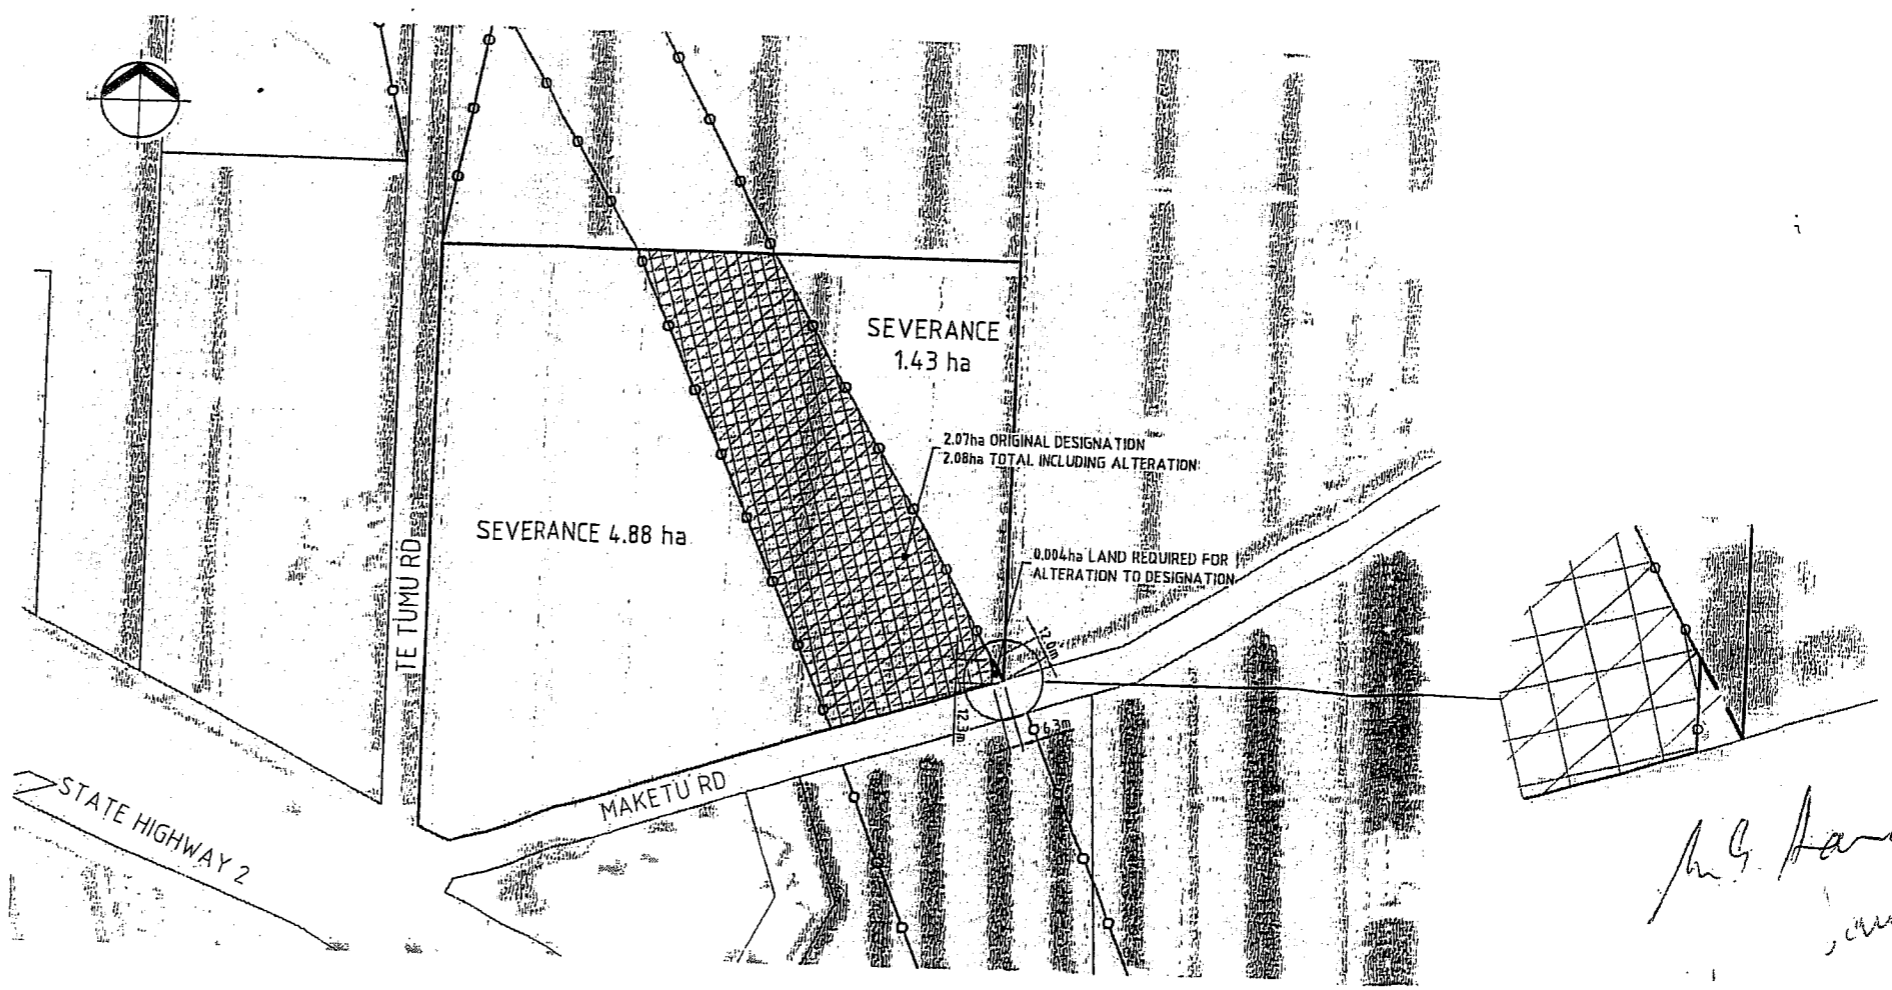 SEVERANCE
1.43 ha
2.07ha ORIGINAL DESIGNATION
2.08ha TOTAL INCLUDING ALTERATION
SEVERANCE 4.88 ha
0.004ha LAND REQUIRED FOR
ALTERATION TO DESIGNATION
TE TUMU RD
12.0m
12.3m
6.3m
MAKETU RD
STATE HIGHWAY 2